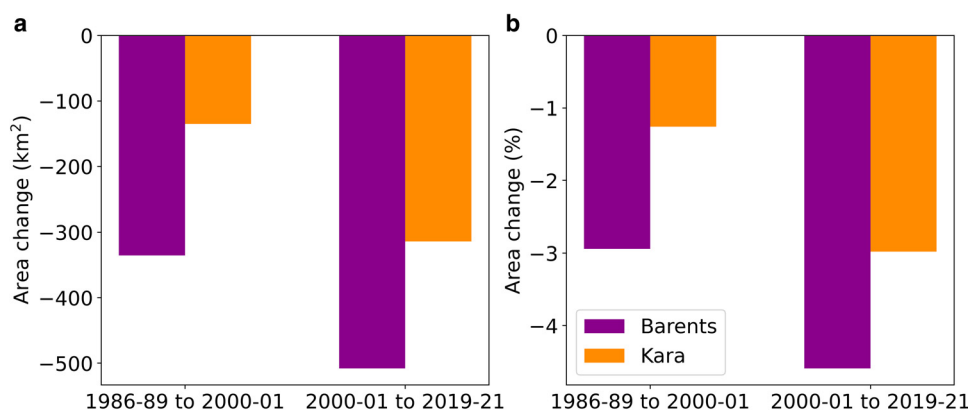 a
Area change (km²)
0
−100
−200
−300
−400
−500
1986-89 to 2000-01
2000-01 to 2019-21
b
Area change (%)
0
−1
−2
−3
−4
Barents
Kara
1986-89 to 2000-01
2000-01 to 2019-21